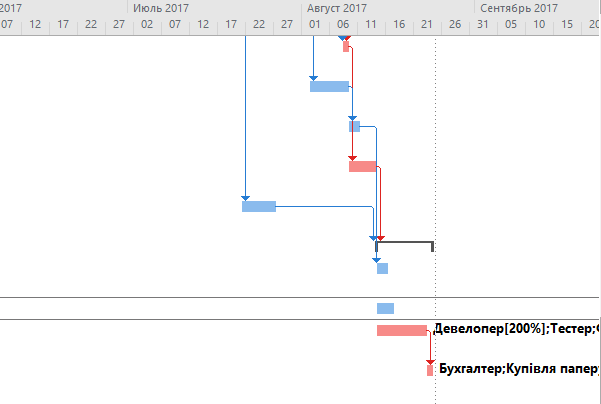 2017 Июль 2017 Август 2017 Сентябрь 2017
07 12 17 22 27 02 07 12 17 22 27 01 06 11 16 21 26 31 05 10 15 20
Девелопер[200%];Тестер;
Бухгалтер;Купівля папер